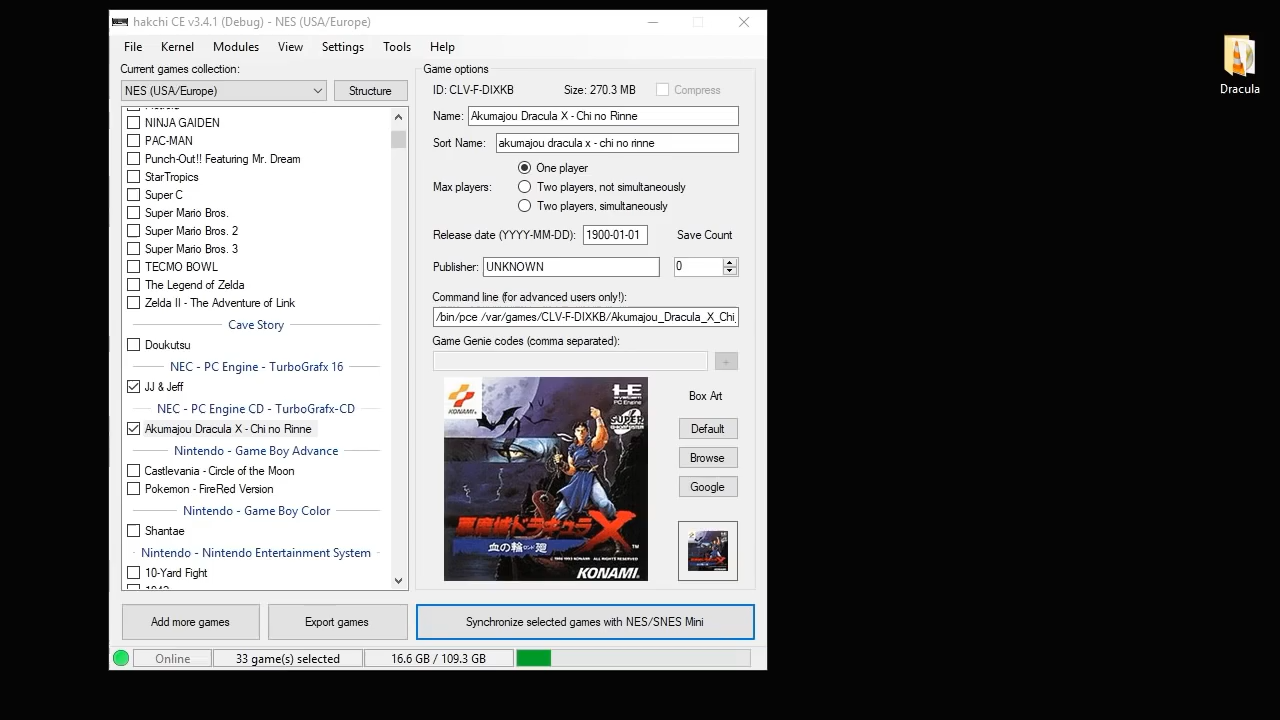 hakchi CE v3.4.1 (Debug) - NES (USA/Europe)
File Kernel Modules View Settings Tools Help
Current games collection:
NES (USA/Europe)
Structure
NINJA GAIDEN
PAC-MAN
Punch-Out!! Featuring Mr. Dream
StarTropics
Super C
Super Mario Bros.
Super Mario Bros. 2
Super Mario Bros. 3
TECMO BOWL
The Legend of Zelda
Zelda II - The Adventure of Link
Cave Story
Doukutsu
NEC - PC Engine - TurboGrafx 16
JJ & Jeff
NEC - PC Engine CD - TurboGrafx-CD
Akumajou Dracula X - Chi no Rinne
Nintendo - Game Boy Advance
Castlevania - Circle of the Moon
Pokemon - FireRed Version
Nintendo - Game Boy Color
Shantae
Nintendo - Nintendo Entertainment System
10-Yard Fight
Game options
ID: CLV-F-DIXKB
Size: 270.3 MB
Compress
Name: Akumajou Dracula X - Chi no Rinne
Sort Name: akumajou dracula x - chi no rinne
Max players:
One player
Two players, not simultaneously
Two players, simultaneously
Release date (YYYY-MM-DD): 1900-01-01
Save Count
Publisher: UNKNOWN
0
Command line (for advanced users only!):
/bin/pce /var/games/CLV-F-DIXKB/Akumajou_Dracula_X_Chi_
Game Genie codes (comma separated):
+
KONAMI
HE
system
PC Engine
SUPER
悪魔城ドラキュラX
血の輪廻
KONAMI
Box Art
Default
Browse
Google
Add more games
Export games
Synchronize selected games with NES/SNES Mini
Online
33 game(s) selected
16.6 GB / 109.3 GB
Dracula